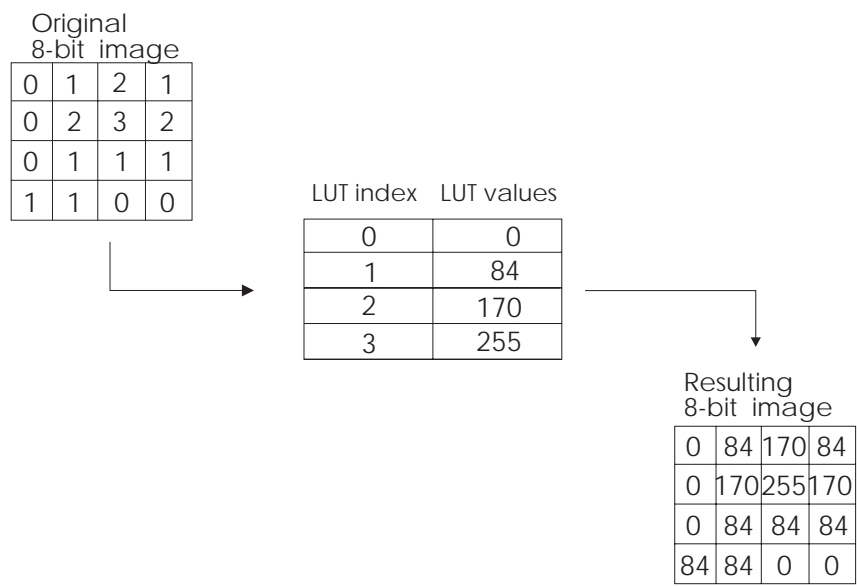 Original
8-bit image
0 1 2 1
0 2 3 2
0 1 1 1
1 1 0 0
LUT index LUT values
0 0
1 84
2 170
3 255
Resulting
8-bit image
0 84 170 84
0 170 255 170
0 84 84 84
84 84 0 0